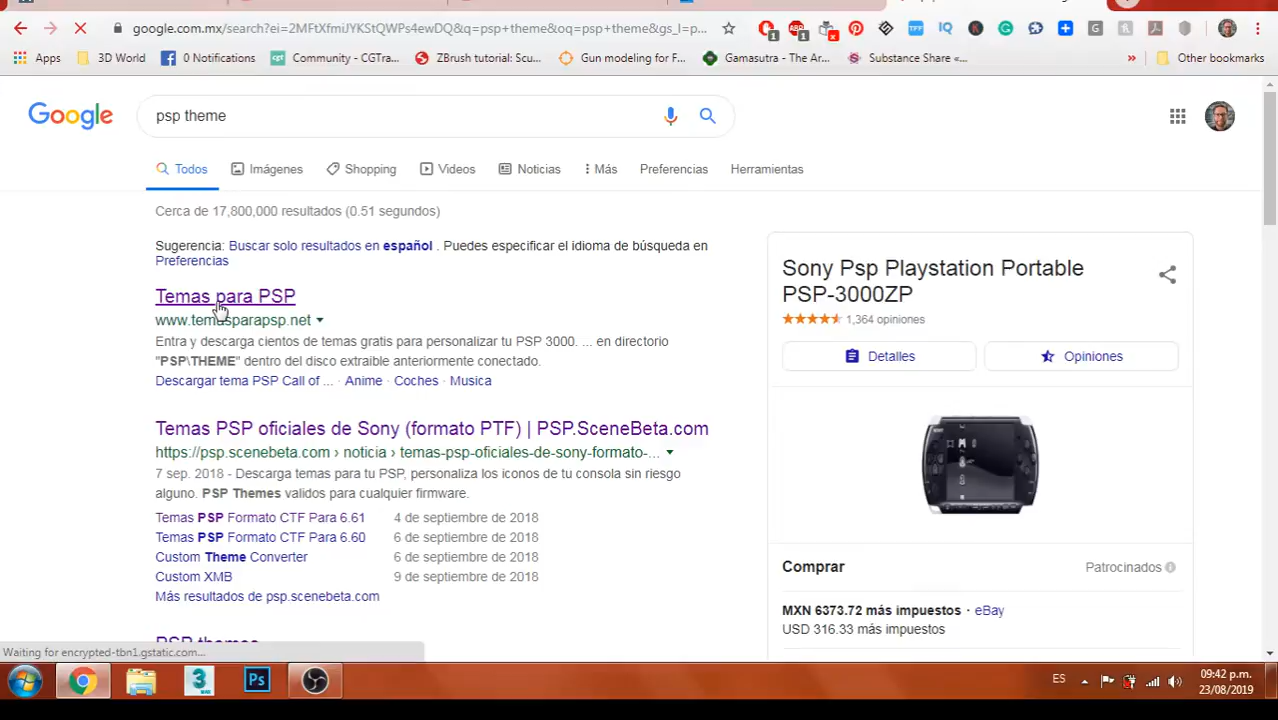 google.com.mx/search?ei=2MFtXfmiJYKStQWPs4ewDQ&q=psp+theme&oq=psp+theme&gs_l=p...
Apps 3D World 0 Notifications Community - CGTra... ZBrush tutorial: Scu... Gun modeling for F... Gamasutra - The Ar... Substance Share «... » Other bookmarks
Google psp theme
Todos Imágenes Shopping Videos Noticias Más Preferencias Herramientas
Cerca de 17,800,000 resultados (0.51 segundos)
Sugerencia: Buscar solo resultados en español . Puedes especificar el idioma de búsqueda en
Preferencias
Temas para PSP
www.temasparapsp.net
Entra y descarga cientos de temas gratis para personalizar tu PSP 3000. ... en directorio
"PSP\THEME" dentro del disco extraible anteriormente conectado.
Descargar tema PSP Call of ... · Anime · Coches · Musica
Temas PSP oficiales de Sony (formato PTF) | PSP.SceneBeta.com
https://psp.scenebeta.com › noticia › temas-psp-oficiales-de-sony-formato-...
7 sep. 2018 - Descarga temas para tu PSP, personaliza los iconos de tu consola sin riesgo
alguno. PSP Themes validos para cualquier firmware.
Temas PSP Formato CTF Para 6.61 4 de septiembre de 2018
Temas PSP Formato CTF Para 6.60 6 de septiembre de 2018
Custom Theme Converter 6 de septiembre de 2018
Custom XMB 9 de septiembre de 2018
Más resultados de psp.scenebeta.com
PSP themes
Sony Psp Playstation Portable
PSP-3000ZP
1,364 opiniones
Detalles Opiniones
Comprar Patrocinados
MXN 6373.72 más impuestos · eBay
USD 316.33 más impuestos
Waiting for encrypted-tbn1.gstatic.com...
Ps ES 09:42 p.m.
23/08/2019